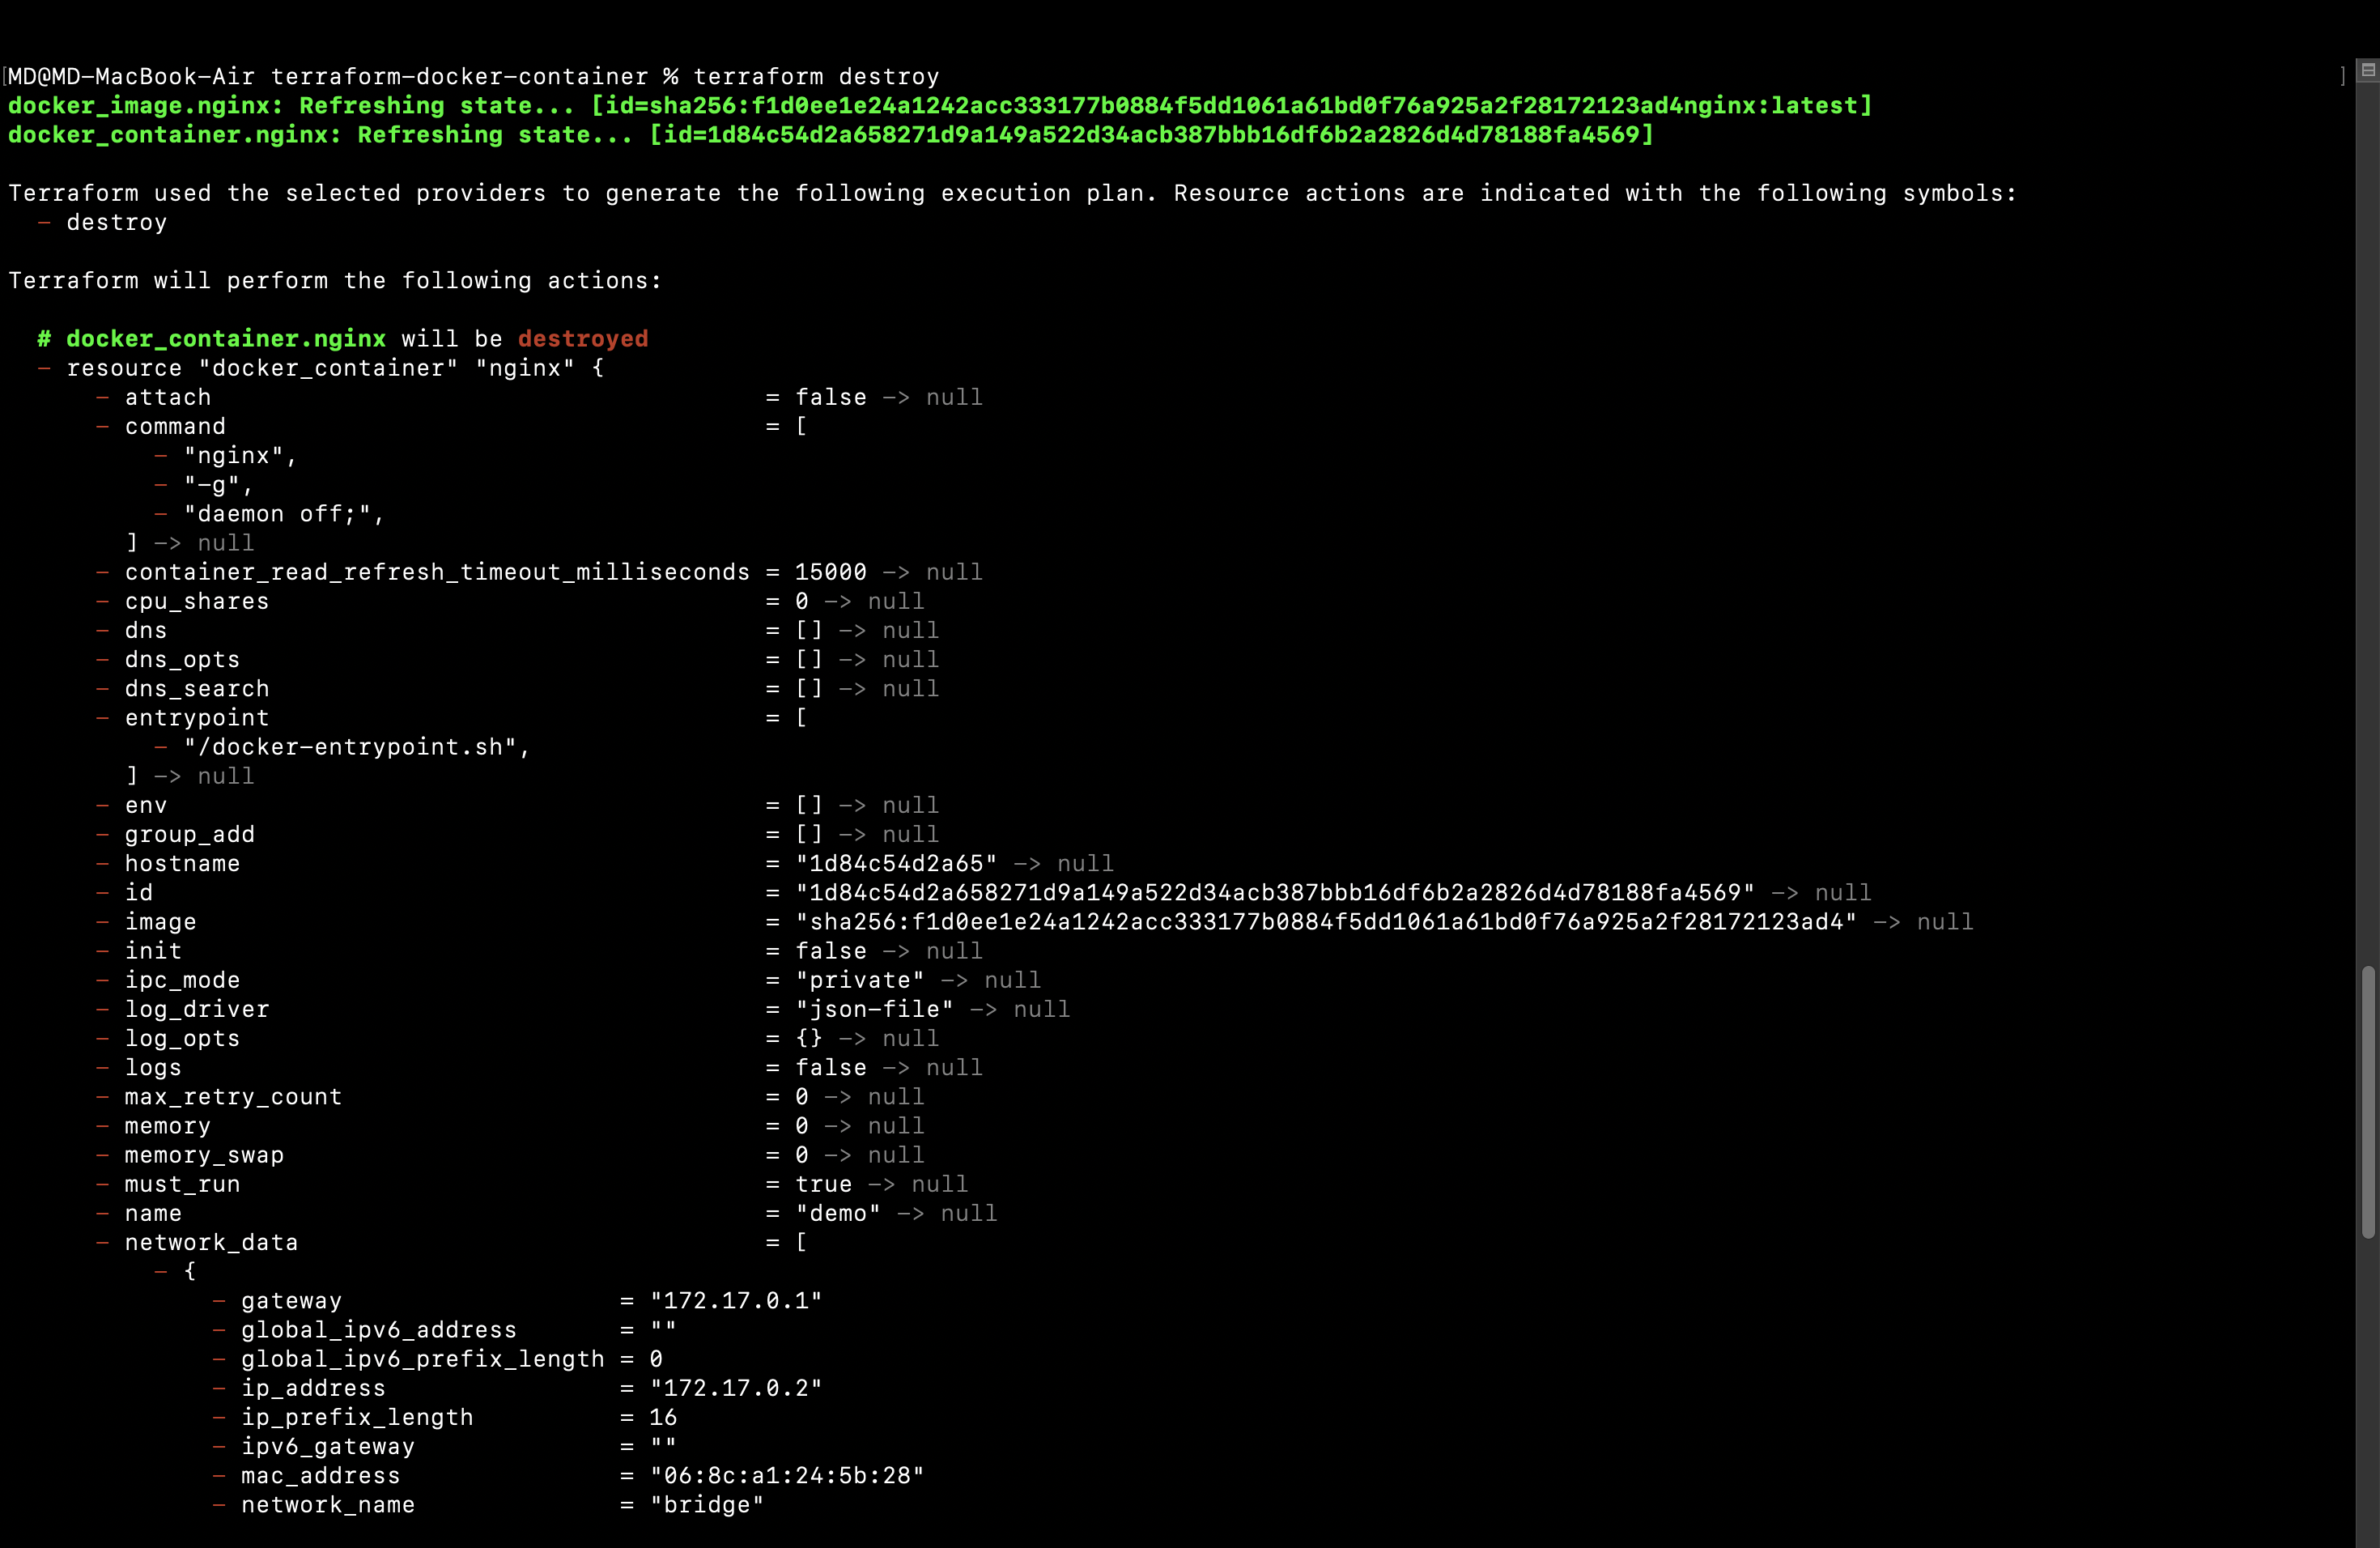 [MD@MD-MacBook-Air terraform-docker-container % terraform destroy ]
docker_image.nginx: Refreshing state... [id=sha256:f1d0ee1e24a1242acc333177b0884f5dd1061a61bd0f76a925a2f28172123ad4nginx:latest]
docker_container.nginx: Refreshing state... [id=1d84c54d2a658271d9a149a522d34acb387bbb16df6b2a2826d4d78188fa4569]
Terraform used the selected providers to generate the following execution plan. Resource actions are indicated with the following symbols:
  - destroy
Terraform will perform the following actions:
  # docker_container.nginx will be destroyed
  - resource "docker_container" "nginx" {
      - attach = false -> null
      - command = [
          - "nginx",
          - "-g",
          - "daemon off;",
        ] -> null
      - container_read_refresh_timeout_milliseconds = 15000 -> null
      - cpu_shares = 0 -> null
      - dns = [] -> null
      - dns_opts = [] -> null
      - dns_search = [] -> null
      - entrypoint = [
          - "/docker-entrypoint.sh",
        ] -> null
      - env = [] -> null
      - group_add = [] -> null
      - hostname = "1d84c54d2a65" -> null
      - id = "1d84c54d2a658271d9a149a522d34acb387bbb16df6b2a2826d4d78188fa4569" -> null
      - image = "sha256:f1d0ee1e24a1242acc333177b0884f5dd1061a61bd0f76a925a2f28172123ad4" -> null
      - init = false -> null
      - ipc_mode = "private" -> null
      - log_driver = "json-file" -> null
      - log_opts = {} -> null
      - logs = false -> null
      - max_retry_count = 0 -> null
      - memory = 0 -> null
      - memory_swap = 0 -> null
      - must_run = true -> null
      - name = "demo" -> null
      - network_data = [
          - {
              - gateway = "172.17.0.1"
              - global_ipv6_address = ""
              - global_ipv6_prefix_length = 0
              - ip_address = "172.17.0.2"
              - ip_prefix_length = 16
              - ipv6_gateway = ""
              - mac_address = "06:8c:a1:24:5b:28"
              - network_name = "bridge"